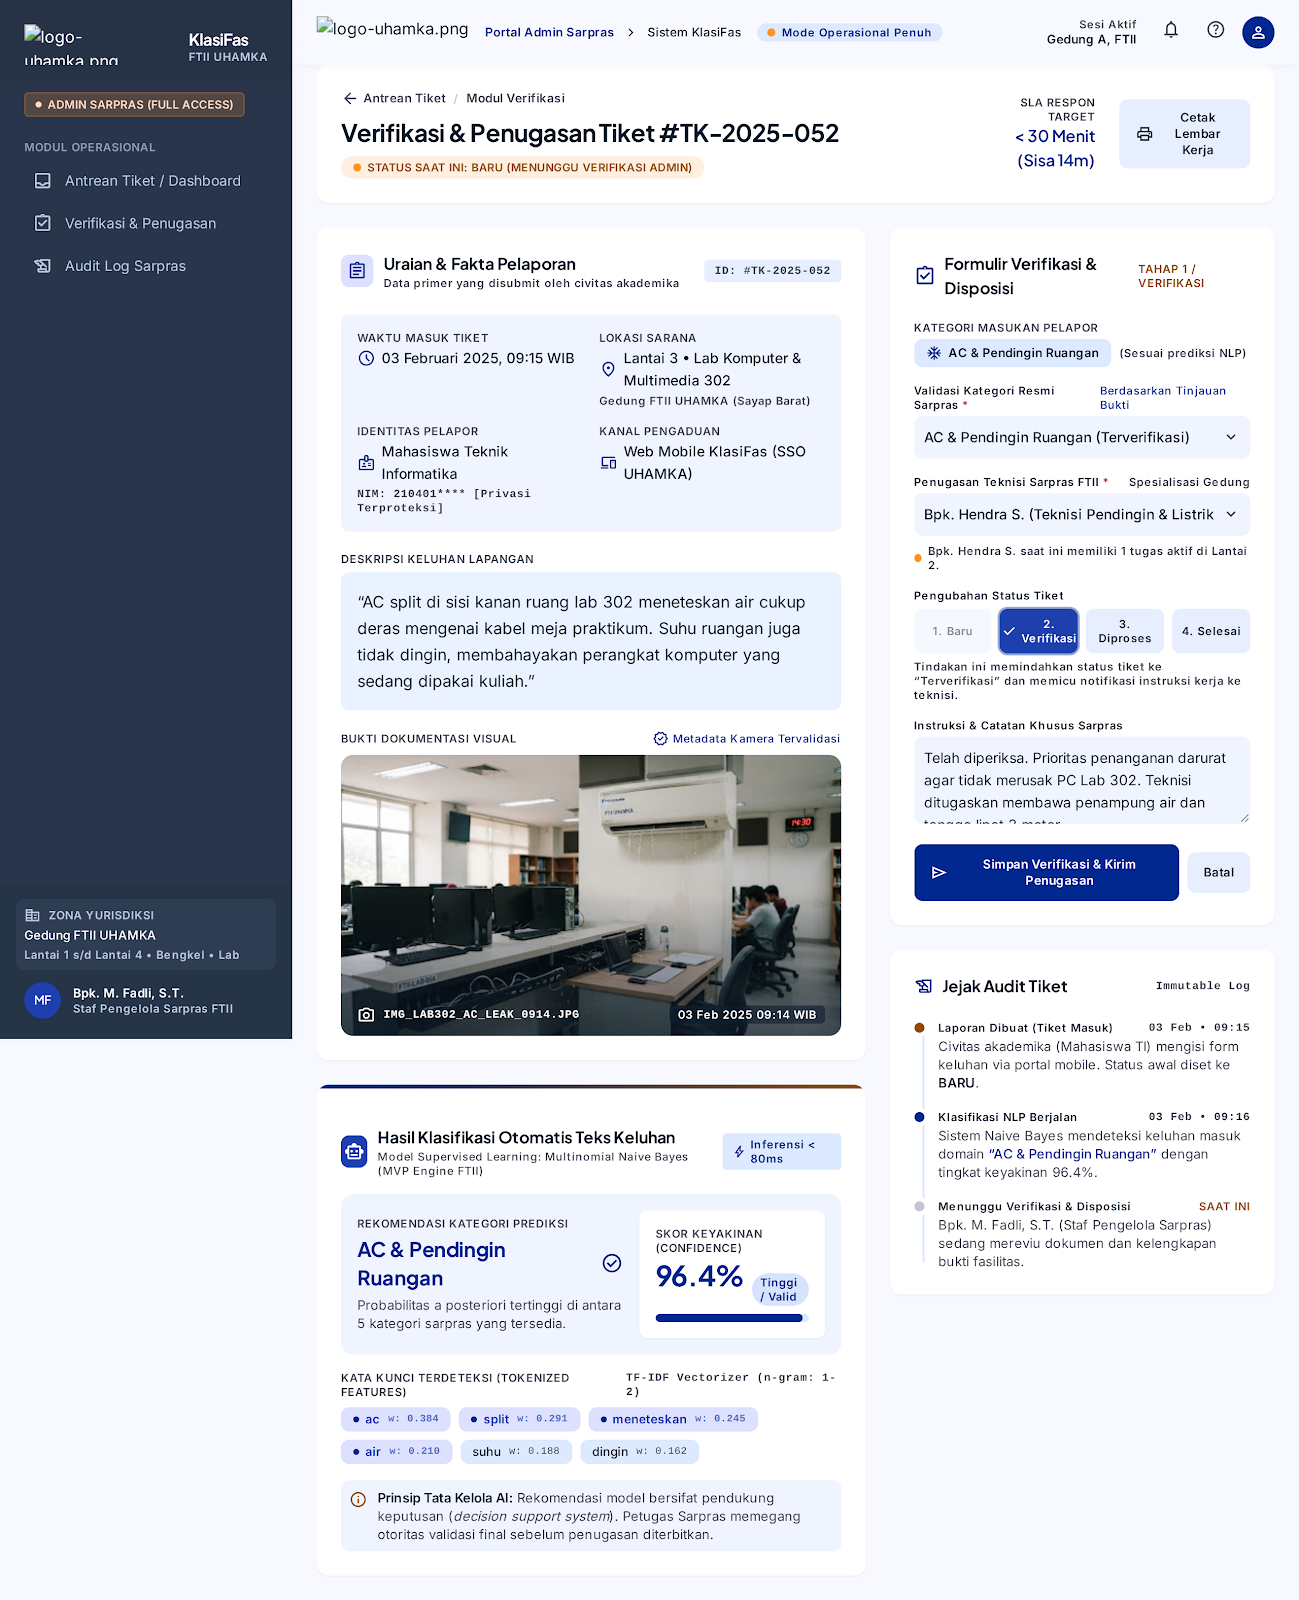 logo-
uhamka.png
KlasiFas
FTII UHAMKA
ADMIN SARPRAS (FULL ACCESS)
MODUL OPERASIONAL
Antrean Tiket / Dashboard
Verifikasi & Penugasan
Audit Log Sarpras
ZONA YURISDIKSI
Gedung FTII UHAMKA
Lantai 1 s/d Lantai 4 • Bengkel • Lab
MF
Bpk. M. Fadli, S.T.
Staf Pengelola Sarpras FTII
logo-uhamka.png
Portal Admin Sarpras
Sistem KlasiFas
Mode Operasional Penuh
Sesi Aktif
Gedung A, FTII
Antrean Tiket / Modul Verifikasi
Verifikasi & Penugasan Tiket #TK-2025-052
STATUS SAAT INI: BARU (MENUNGGU VERIFIKASI ADMIN)
SLA RESPON
TARGET
< 30 Menit
(Sisa 14m)
Cetak
Lembar
Kerja
Uraian & Fakta Pelaporan
Data primer yang disubmit oleh civitas akademika
ID: #TK-2025-052
WAKTU MASUK TIKET
03 Februari 2025, 09:15 WIB
LOKASI SARANA
Lantai 3 • Lab Komputer &
Multimedia 302
Gedung FTII UHAMKA (Sayap Barat)
IDENTITAS PELAPOR
Mahasiswa Teknik
Informatika
NIM: 210401**** [Privasi
Terproteksi]
KANAL PENGADUAN
Web Mobile KlasiFas (SSO
UHAMKA)
DESKRIPSI KELUHAN LAPANGAN
“AC split di sisi kanan ruang lab 302 meneteskan air cukup
deras mengenai kabel meja praktikum. Suhu ruangan juga
tidak dingin, membahayakan perangkat komputer yang
sedang dipakai kuliah.”
BUKTI DOKUMENTASI VISUAL
Metadata Kamera Tervalidasi
FTII UHAMKA
14:30
IMG_LAB302_AC_LEAK_0914.JPG
03 Feb 2025 09:14 WIB
Hasil Klasifikasi Otomatis Teks Keluhan
Model Supervised Learning: Multinomial Naive Bayes
(MVP Engine FTII)
Inferensi <
80ms
REKOMENDASI KATEGORI PREDIKSI
AC & Pendingin
Ruangan
Probabilitas a posteriori tertinggi di antara
5 kategori sarpras yang tersedia.
SKOR KEYAKINAN
(CONFIDENCE)
96.4%
Tinggi
/ Valid
KATA KUNCI TERDETEKSI (TOKENIZED
FEATURES)
TF-IDF Vectorizer (n-gram: 1-
2)
ac w: 0.384
split w: 0.291
meneteskan w: 0.245
air w: 0.210
suhu w: 0.188
dingin w: 0.162
Prinsip Tata Kelola AI: Rekomendasi model bersifat pendukung
keputusan (decision support system). Petugas Sarpras memegang
otoritas validasi final sebelum penugasan diterbitkan.
Formulir Verifikasi &
Disposisi
TAHAP 1 /
VERIFIKASI
KATEGORI MASUKAN PELAPOR
AC & Pendingin Ruangan
(Sesuai prediksi NLP)
Validasi Kategori Resmi
Sarpras *
Berdasarkan Tinjauan
Bukti
AC & Pendingin Ruangan (Terverifikasi)
Penugasan Teknisi Sarpras FTII *
Spesialisasi Gedung
Bpk. Hendra S. (Teknisi Pendingin & Listrik
Bpk. Hendra S. saat ini memiliki 1 tugas aktif di Lantai
2.
Pengubahan Status Tiket
1. Baru
2.
Verifikasi
3.
Diproses
4. Selesai
Tindakan ini memindahkan status tiket ke
“Terverifikasi” dan memicu notifikasi instruksi kerja ke
teknisi.
Instruksi & Catatan Khusus Sarpras
Telah diperiksa. Prioritas penanganan darurat
agar tidak merusak PC Lab 302. Teknisi
ditugaskan membawa penampung air dan
tangga lipat 2 meter.
Simpan Verifikasi & Kirim
Penugasan
Batal
Jejak Audit Tiket
Immutable Log
Laporan Dibuat (Tiket Masuk)
03 Feb • 09:15
Civitas akademika (Mahasiswa TI) mengisi form
keluhan via portal mobile. Status awal diset ke
BARU.
Klasifikasi NLP Berjalan
03 Feb • 09:16
Sistem Naive Bayes mendeteksi keluhan masuk
domain “AC & Pendingin Ruangan” dengan
tingkat keyakinan 96.4%.
Menunggu Verifikasi & Disposisi
SAAT INI
Bpk. M. Fadli, S.T. (Staf Pengelola Sarpras)
sedang mereviu dokumen dan kelengkapan
bukti fasilitas.